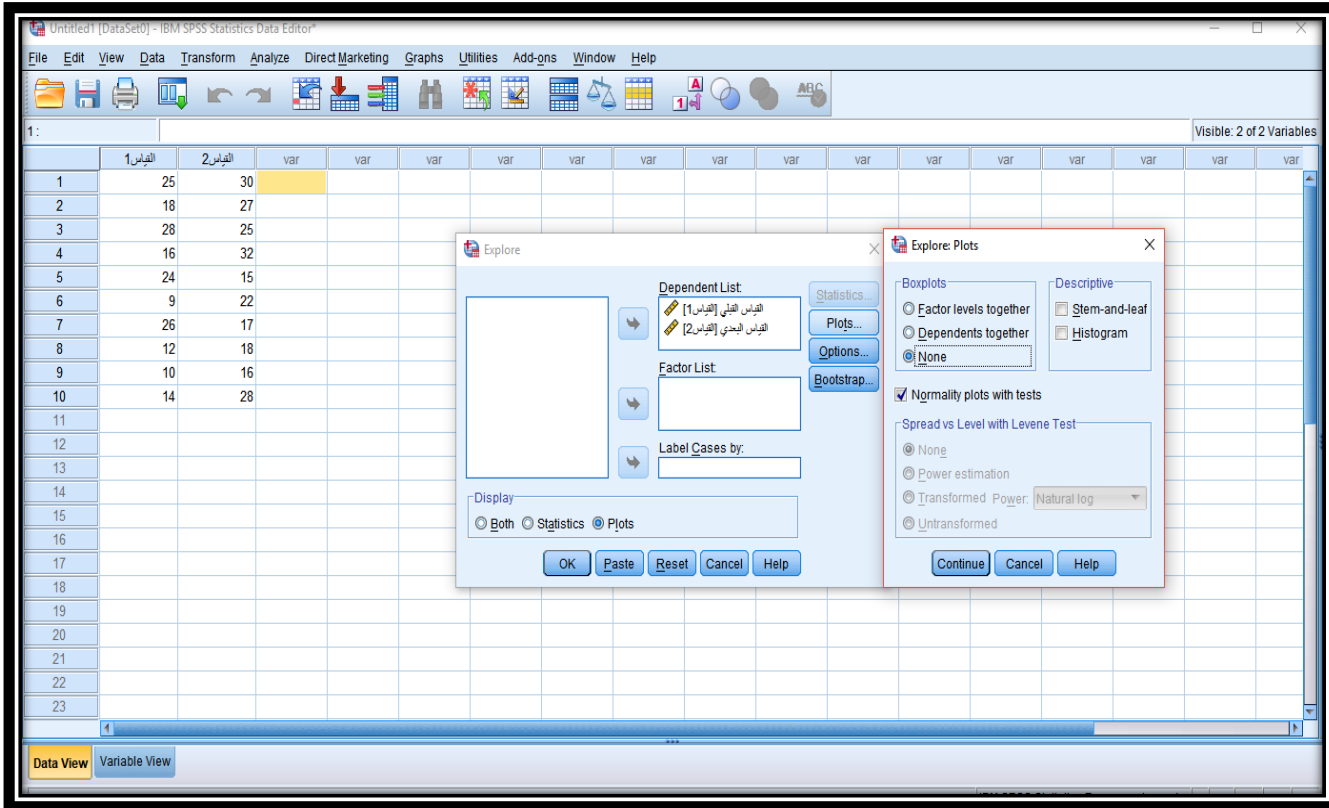 Untitled1 [DataSet0] - IBM SPSS Statistics Data Editor*
File Edit View Data Transform Analyze Direct Marketing Graphs Utilities Add-ons Window Help
1 :
Visible: 2 of 2 Variables
القياس1 القياس2 var var var var var var var var var var var var var var var
1 25 30
2 18 27
3 28 25
4 16 32
5 24 15
6 9 22
7 26 17
8 12 18
9 10 16
10 14 28
11
12
13
14
15
16
17
18
19
20
21
22
23
Explore
Dependent List:
القياس القبلي [القياس1]
القياس البعدي [القياس2]
Factor List:
Label Cases by:
Statistics...
Plots...
Options...
Bootstrap...
Display
Both Statistics Plots
OK Paste Reset Cancel Help
Explore: Plots
Boxplots
Factor levels together
Dependents together
None
Descriptive
Stem-and-leaf
Histogram
Normality plots with tests
Spread vs Level with Levene Test
None
Power estimation
Transformed Power: Natural log
Untransformed
Continue Cancel Help
Data View Variable View